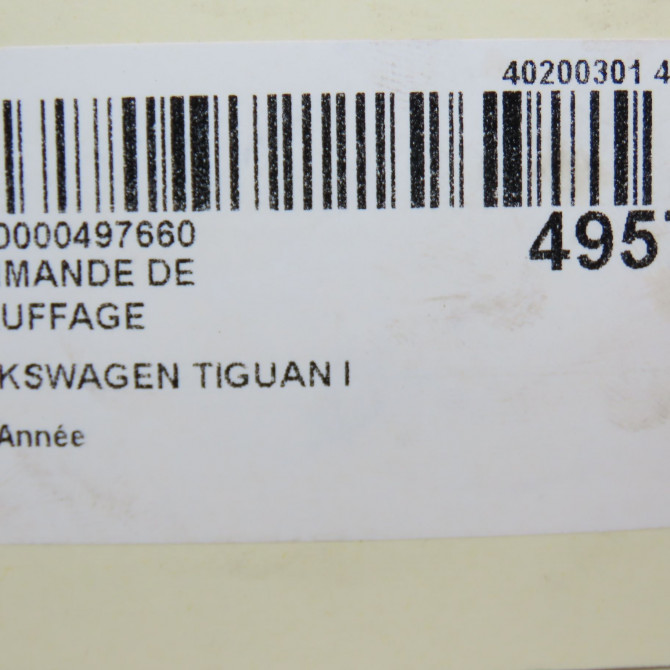 40200301 4
0000497660
495
MANDE DE
UFFAGE
KSWAGEN TIGUAN I
Année